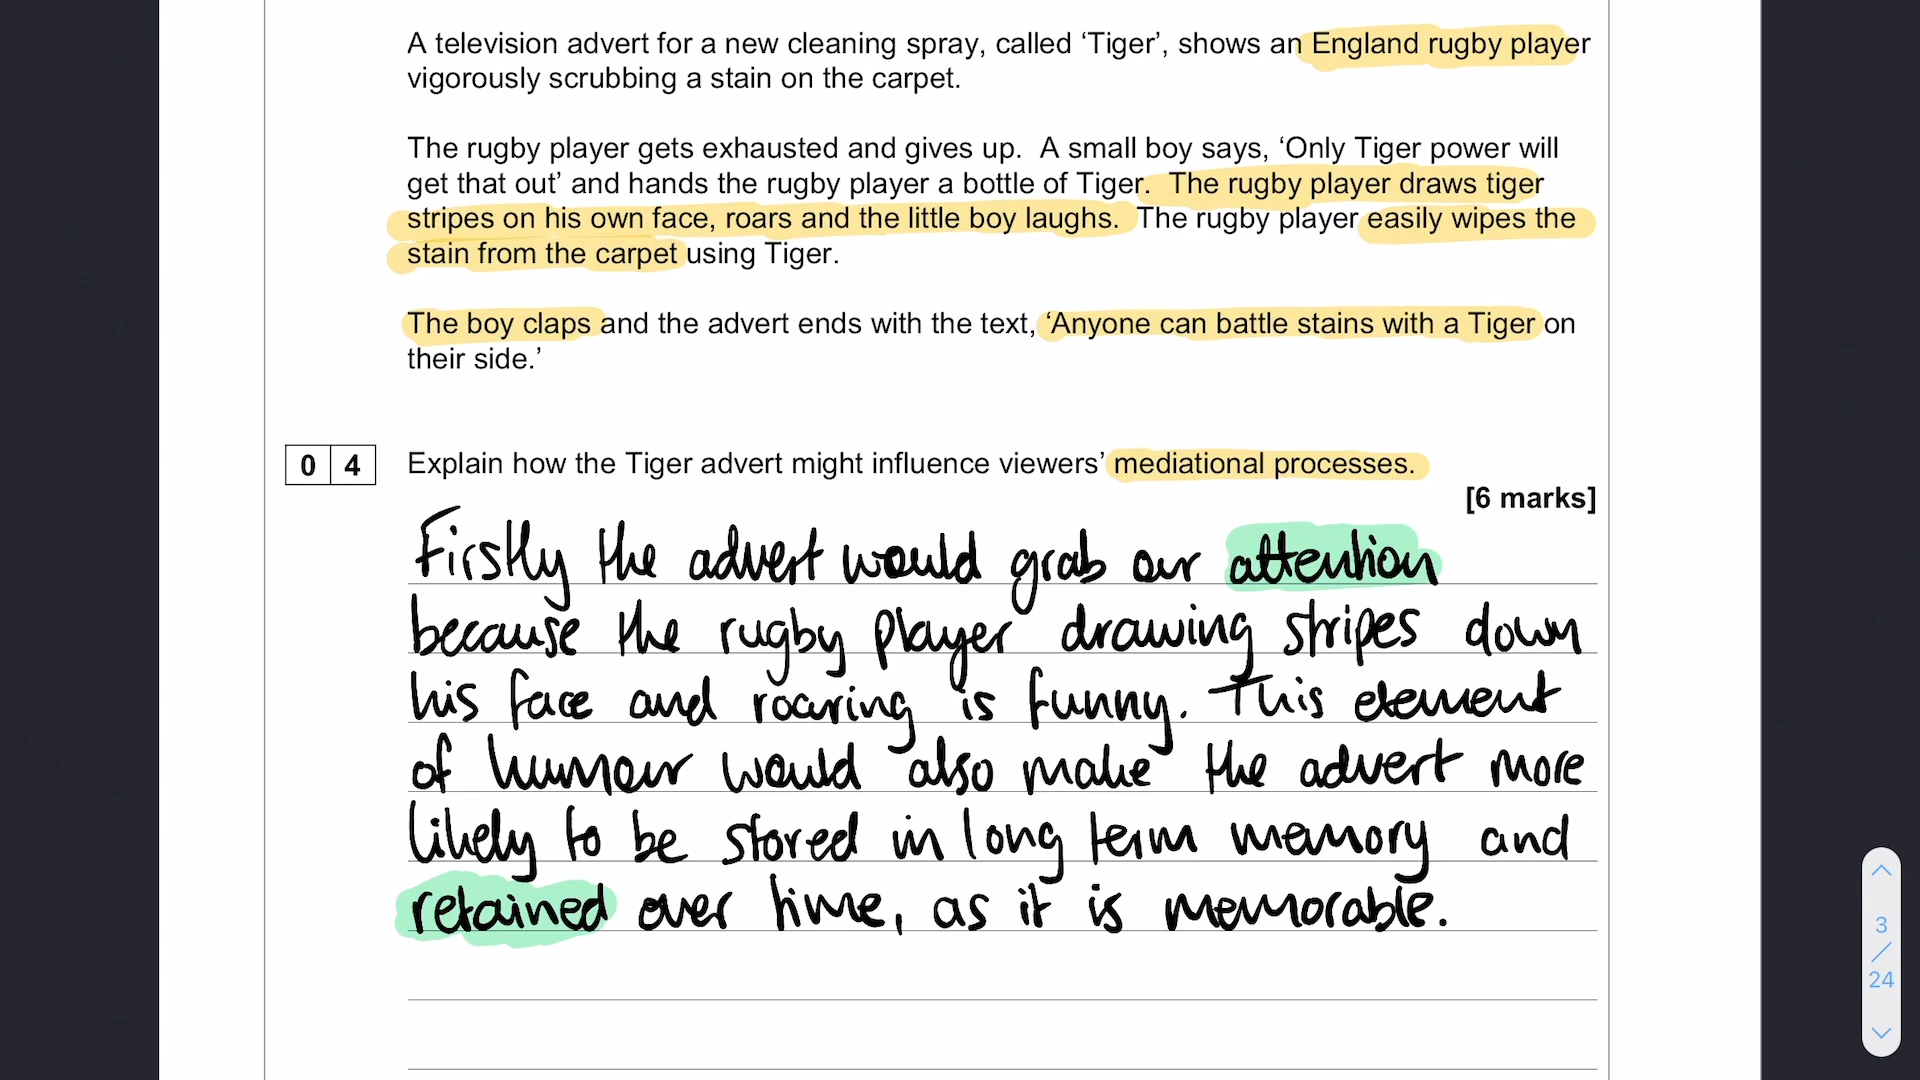 A television advert for a new cleaning spray, called ‘Tiger’, shows an England rugby player
vigorously scrubbing a stain on the carpet.
The rugby player gets exhausted and gives up.  A small boy says, ‘Only Tiger power will
get that out’ and hands the rugby player a bottle of Tiger.  The rugby player draws tiger
stripes on his own face, roars and the little boy laughs.  The rugby player easily wipes the
stain from the carpet using Tiger.
The boy claps and the advert ends with the text, ‘Anyone can battle stains with a Tiger on
their side.’
0 4 Explain how the Tiger advert might influence viewers’ mediational processes.
[6 marks]
Firstly the advert would grab our attention
because the rugby player drawing stripes down
his face and roaring is funny. This element
of humour would also make the advert more
likely to be stored in long term memory and
retained over time, as it is memorable.
3
/
24